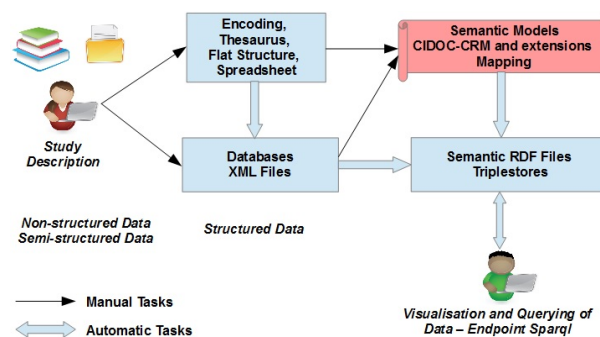 Encoding,
Thesaurus,
Flat Structure,
Spreadsheet
Semantic Models
CIDOC-CRM and extensions
Mapping
Study
Description
Databases
XML Files
Semantic RDF Files
Triplestores
Non-structured Data
Semi-structured Data
Structured Data
Manual Tasks
Automatic Tasks
Visualisation and Querying of
Data – Endpoint Sparql